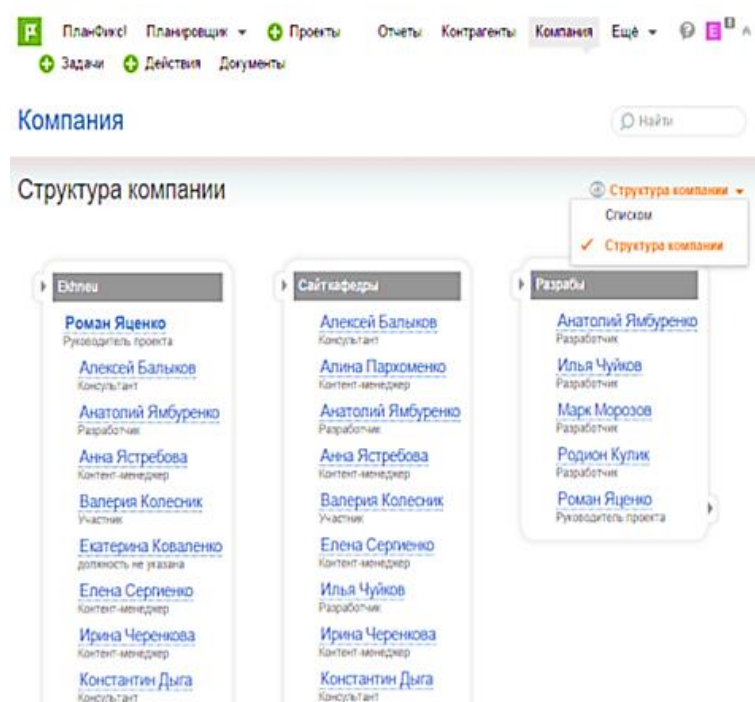 ПланФикс! Планировщик Проекты Отчеты Контрагенты Компания Ещё
Задачи Действия Документы
Компания
Найти
Структура компании
Структура компании
Списком
Структура компании
Ekhneu
Роман Яценко
Руководитель проекта
Алексей Балыков
Консультант
Анатолий Ямбуренко
Разработчик
Анна Ястребова
Контент-менеджер
Валерия Колесник
Участник
Екатерина Коваленко
должность не указана
Елена Сергиенко
Контент-менеджер
Ирина Черенкова
Контент-менеджер
Константин Дыга
Консультант
Сайт кафедры
Алексей Балыков
Консультант
Алина Пархоменко
Контент-менеджер
Анатолий Ямбуренко
Разработчик
Анна Ястребова
Контент-менеджер
Валерия Колесник
Участник
Елена Сергиенко
Контент-менеджер
Илья Чуйков
Разработчик
Ирина Черенкова
Контент-менеджер
Константин Дыга
Консультант
Разрабы
Анатолий Ямбуренко
Разработчик
Илья Чуйков
Разработчик
Марк Морозов
Разработчик
Родион Кулик
Разработчик
Роман Яценко
Руководитель проекта